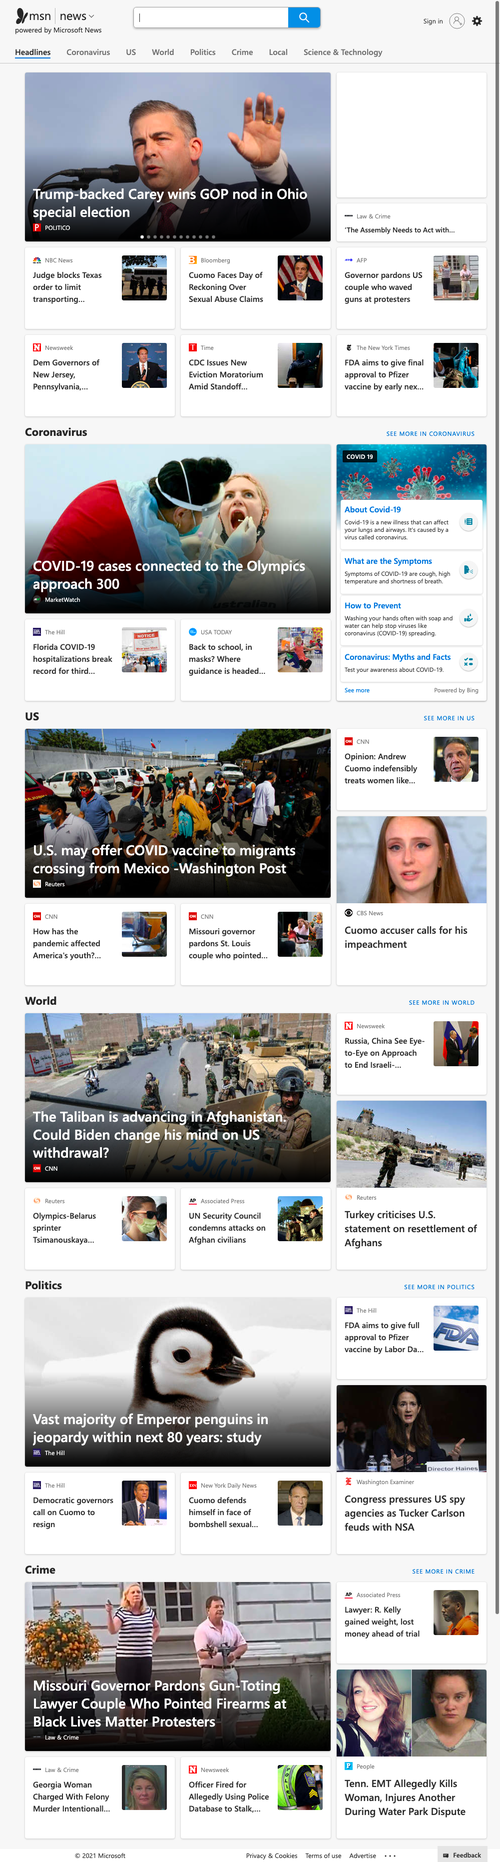 msn | news
powered by Microsoft News
Sign in
Headlines Coronavirus US World Politics Crime Local Science & Technology
Trump-backed Carey wins GOP nod in Ohio
special election
POLITICO
Law & Crime
'The Assembly Needs to Act with...
NBC News
Judge blocks Texas
order to limit
transporting...
Bloomberg
Cuomo Faces Day of
Reckoning Over
Sexual Abuse Claims
AFP
Governor pardons US
couple who waved
guns at protesters
Newsweek
Dem Governors of
New Jersey,
Pennsylvania,...
Time
CDC Issues New
Eviction Moratorium
Amid Standoff...
The New York Times
FDA aims to give final
approval to Pfizer
vaccine by early nex...
Coronavirus
SEE MORE IN CORONAVIRUS
COVID-19 cases connected to the Olympics
approach 300
MarketWatch
COVID 19
About Covid-19
Covid-19 is a new illness that can affect
your lungs and airways. It's caused by a
virus called coronavirus.
What are the Symptoms
Symptoms of COVID-19 are cough, high
temperature and shortness of breath.
How to Prevent
Washing your hands often with soap and
water can help stop viruses like
coronavirus (COVID-19) spreading.
Coronavirus: Myths and Facts
Test your awareness about COVID-19.
See more
Powered by Bing
The Hill
Florida COVID-19
hospitalizations break
record for third...
USA TODAY
Back to school, in
masks? Where
guidance is headed...
US
SEE MORE IN US
U.S. may offer COVID vaccine to migrants
crossing from Mexico -Washington Post
Reuters
CNN
Opinion: Andrew
Cuomo indefensibly
treats women like...
CBS News
Cuomo accuser calls for his
impeachment
CNN
How has the
pandemic affected
America's youth?...
CNN
Missouri governor
pardons St. Louis
couple who pointed...
World
SEE MORE IN WORLD
The Taliban is advancing in Afghanistan.
Could Biden change his mind on US
withdrawal?
CNN
Newsweek
Russia, China See Eye-
to-Eye on Approach
to End Israeli-...
Reuters
Turkey criticises U.S.
statement on resettlement of
Afghans
Reuters
Olympics-Belarus
sprinter
Tsimanouskaya...
Associated Press
UN Security Council
condemns attacks on
Afghan civilians
Politics
SEE MORE IN POLITICS
Vast majority of Emperor penguins in
jeopardy within next 80 years: study
The Hill
The Hill
FDA aims to give full
approval to Pfizer
vaccine by Labor Da...
FDA
Director Haines
Washington Examiner
Congress pressures US spy
agencies as Tucker Carlson
feuds with NSA
The Hill
Democratic governors
call on Cuomo to
resign
New York Daily News
Cuomo defends
himself in face of
bombshell sexual...
Crime
SEE MORE IN CRIME
Missouri Governor Pardons Gun-Toting
Lawyer Couple Who Pointed Firearms at
Black Lives Matter Protesters
Law & Crime
Associated Press
Lawyer: R. Kelly
gained weight, lost
money ahead of trial
People
Tenn. EMT Allegedly Kills
Woman, Injures Another
During Water Park Dispute
Law & Crime
Georgia Woman
Charged With Felony
Murder Intentionall...
Newsweek
Officer Fired for
Allegedly Using Police
Database to Stalk,...
© 2021 Microsoft
Privacy & Cookies Terms of use Advertise ...
Feedback